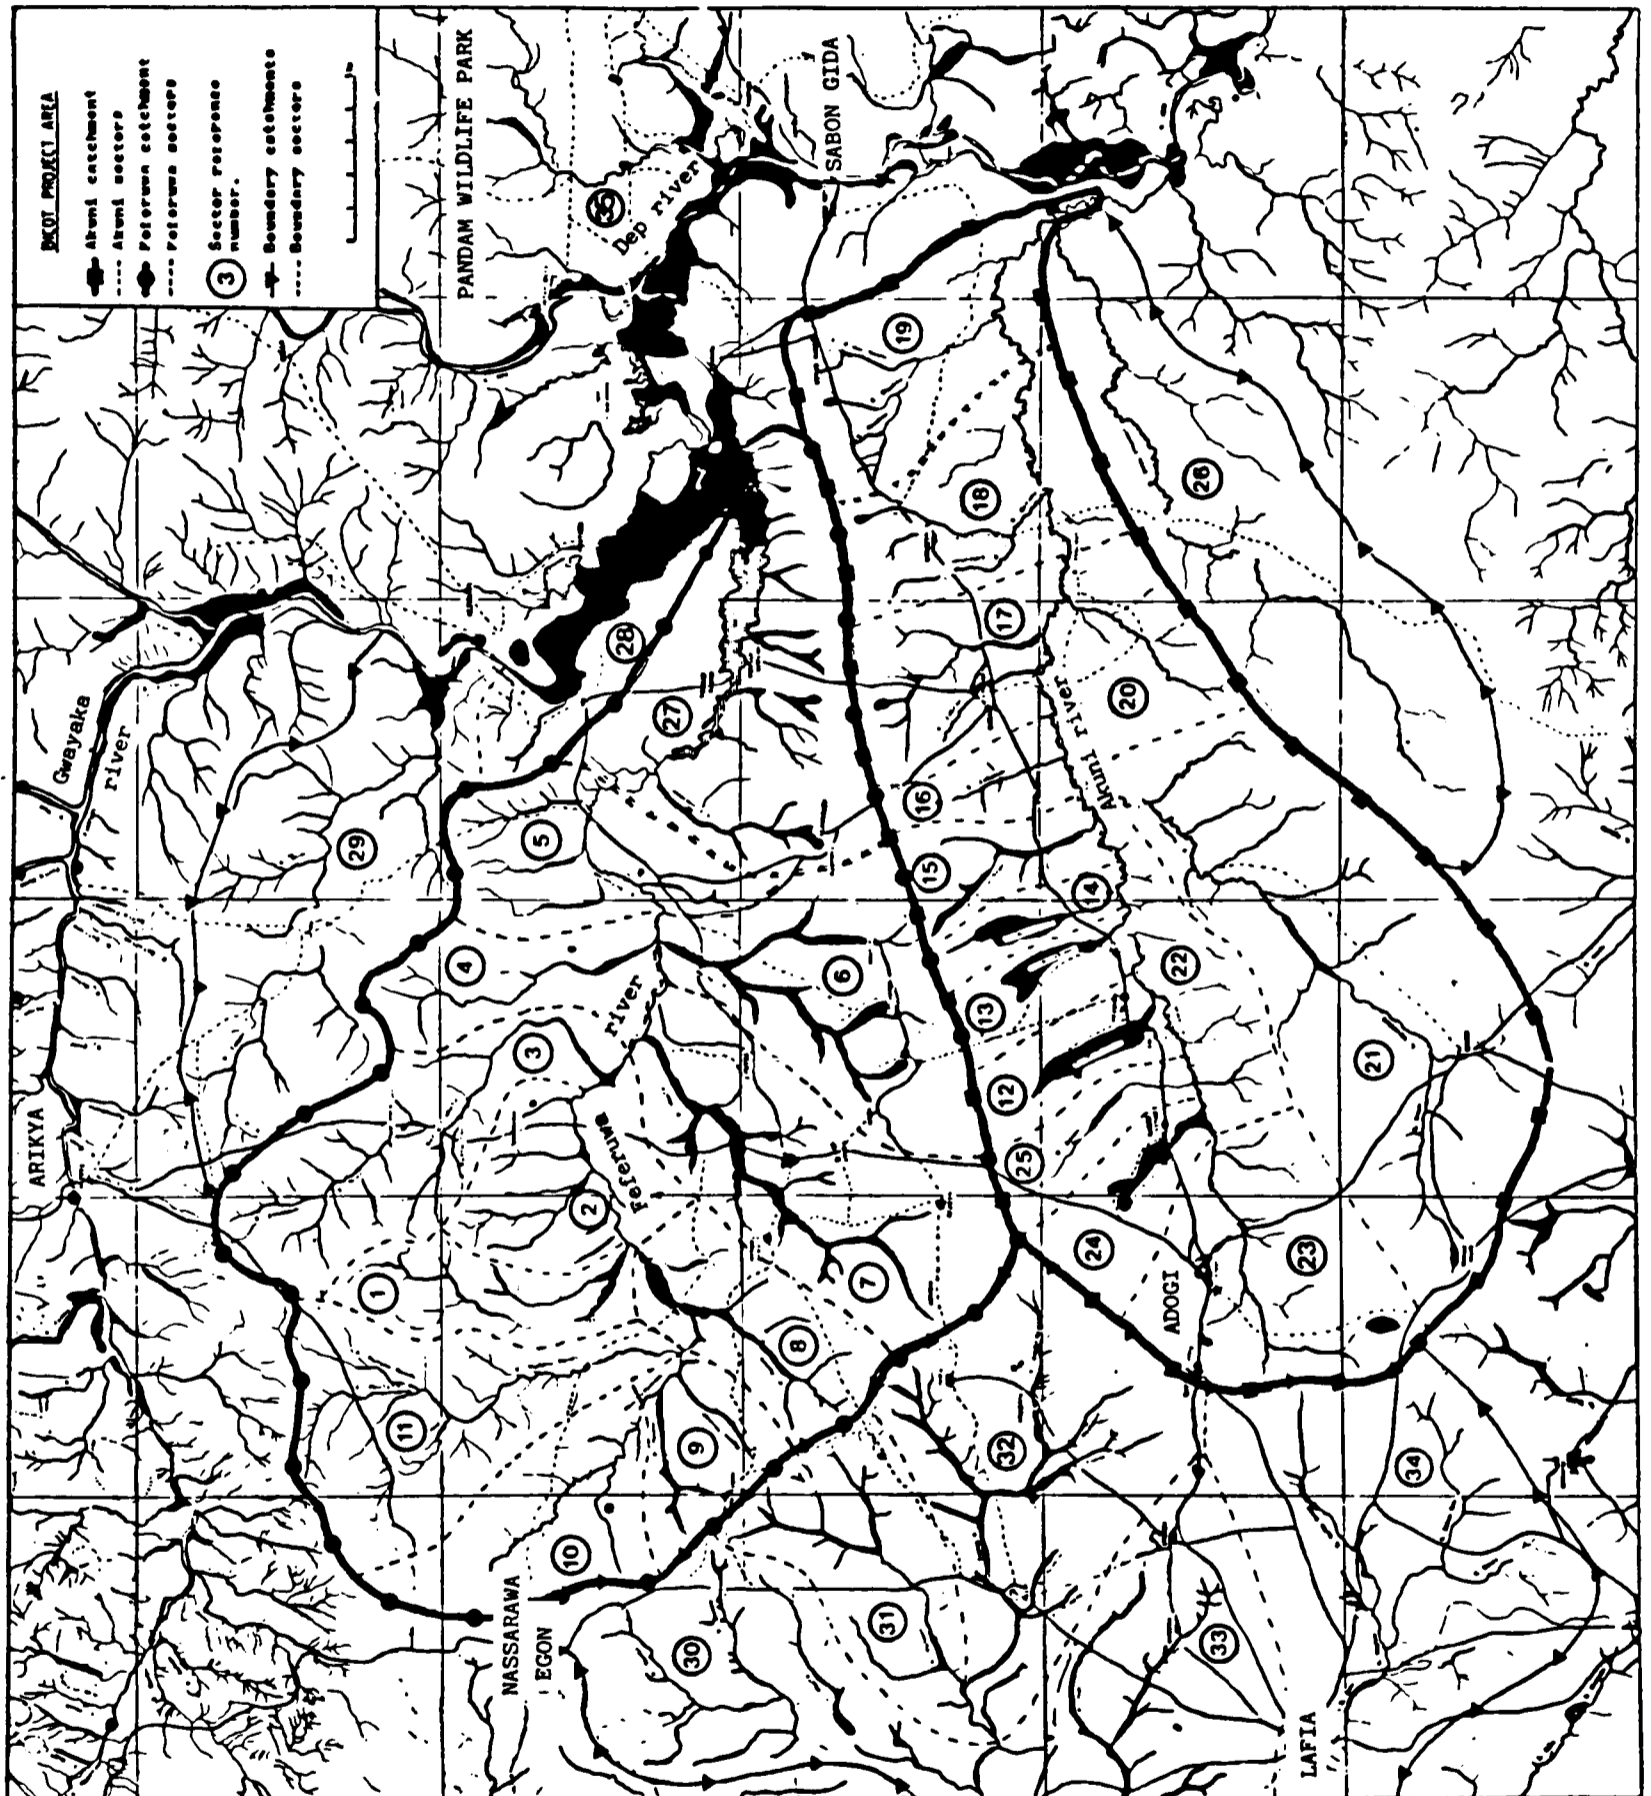 BICOT PROJECT AREA
Akuni catchment
Akuni sectors
Feferuwa catchment
Feferuwa sectors
3 Sector reference
number.
Boundary catchments
Boundary sectors
PANDAM WILDLIFE PARK
SABON GIDA
Dep river
35
Gwayaka
river
ARIKYA
19
18
26
17
28
27
20
Akuni river
16
5
29
15
14
4
6
22
river
3
13
21
12
Feferuwa
25
2
24
23
1
7
ADOGI
8
11
9
32
34
10
NASSARAWA
EGON
30
31
33
LAFIA